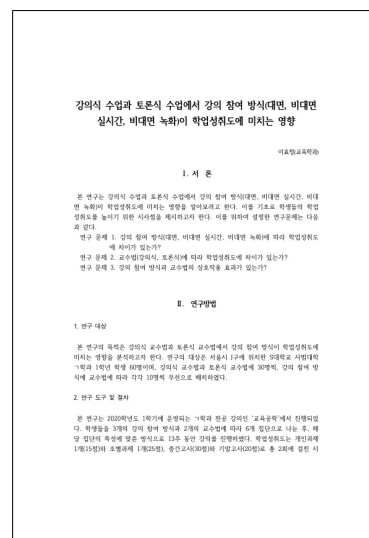 강의식 수업과 토론식 수업에서 강의 참여 방식(대면, 비대면
실시간, 비대면 녹화)이 학업성취도에 미치는 영향
이효렬(교육학과)
I. 서 론
본 연구는 강의식 수업과 토론식 수업에서 강의 참여 방식(대면, 비대면 실시간, 비대
면 녹화)이 학업성취도에 미치는 영향을 알아보려고 한다. 이를 기초로 학생들의 학업
성취도를 높이기 위한 시사점을 제시하고자 한다. 이를 위하여 설정한 연구문제는 다음
과 같다.
연구 문제 1. 강의 참여 방식(대면, 비대면 실시간, 비대면 녹화)에 따라 학업성취도
에 차이가 있는가?
연구 문제 2. 교수법(강의식, 토론식)에 따라 학업성취도에 차이가 있는가?
연구 문제 3. 강의 참여 방식과 교수법의 상호작용 효과가 있는가?
II. 연구방법
1. 연구 대상
본 연구의 목적은 강의식 교수법과 토론식 교수법에서 강의 참여 방식이 학업성취도에
미치는 영향을 분석하고자 한다. 연구의 대상은 서울시 J구에 위치한 S대학교 사범대학
ㄱ학과 1학년 학생 60명이며, 강의식 교수법과 토론식 교수법에 30명씩, 강의 참여 방
식에 교수법에 따라 각각 10명씩 무선으로 배치하였다.
2. 연구 도구 및 절차
본 연구는 2020학년도 1학기에 운영되는 ㄱ학과 전공 강의인 '교육공학'에서 진행되었
다. 학생들을 3개의 강의 참여 방식과 2개의 교수법에 따라 6개 집단으로 나눈 후, 해
당 집단의 특성에 맞춘 방식으로 13주 동안 강의를 진행하였다. 학업성취도는 개인과제
1개(15점)와 조별과제 1개(25점), 중간고사(30점)와 기말고사(20점)로 총 2회에 걸친 시